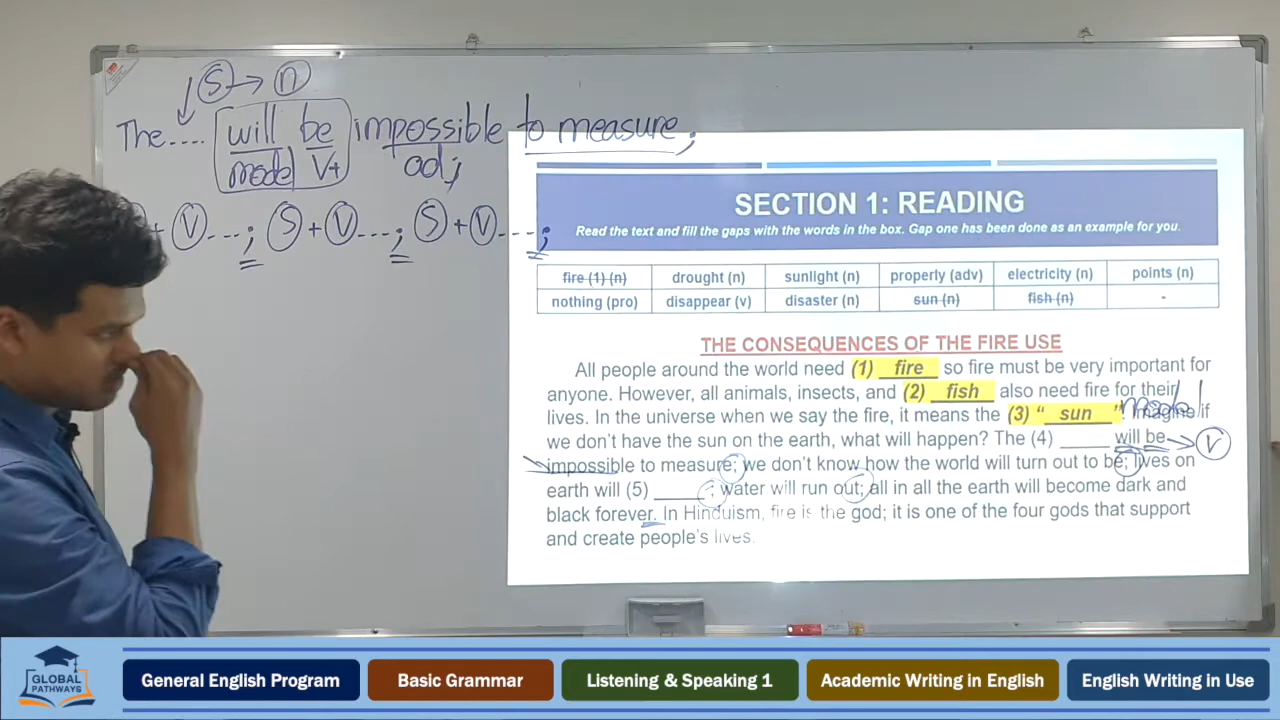 S → n
The.... will be impossible to measure;
model V+ adj
+ V...; S + V...; S + V...;
SECTION 1: READING
Read the text and fill the gaps with the words in the box. Gap one has been done as an example for you.
fire (1) (n) drought (n) sunlight (n) properly (adv) electricity (n) points (n)
nothing (pro) disappear (v) disaster (n) sun (n) fish (n) -
THE CONSEQUENCES OF THE FIRE USE
All people around the world need (1) fire so fire must be very important for
anyone. However, all animals, insects, and (2) fish also need fire for their
lives. In the universe when we say the fire, it means the (3) “ sun ”. Imagine if
model
we don't have the sun on the earth, what will happen? The (4) _____ will be → V
impossible to measure; we don't know how the world will turn out to be; lives on
earth will (5) _____ ; water will run out; all in all the earth will become dark and
black forever. In Hinduism, fire is the god; it is one of the four gods that support
and create people's lives.
GLOBAL
PATHWAYS
General English Program Basic Grammar Listening & Speaking 1 Academic Writing in English English Writing in Use